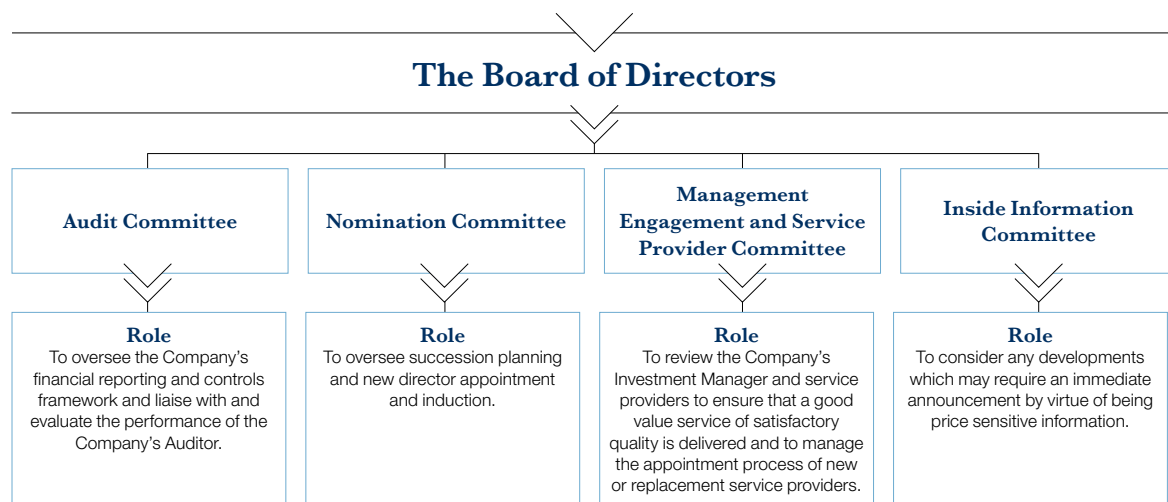 The Board of Directors
Audit Committee
Nomination Committee
Management
Engagement and Service
Provider Committee
Inside Information
Committee
Role
To oversee the Company’s
financial reporting and controls
framework and liaise with and
evaluate the performance of the
Company’s Auditor.
Role
To oversee succession planning
and new director appointment
and induction.
Role
To review the Company’s
Investment Manager and service
providers to ensure that a good
value service of satisfactory
quality is delivered and to manage
the appointment process of new
or replacement service providers.
Role
To consider any developments
which may require an immediate
announcement by virtue of being
price sensitive information.